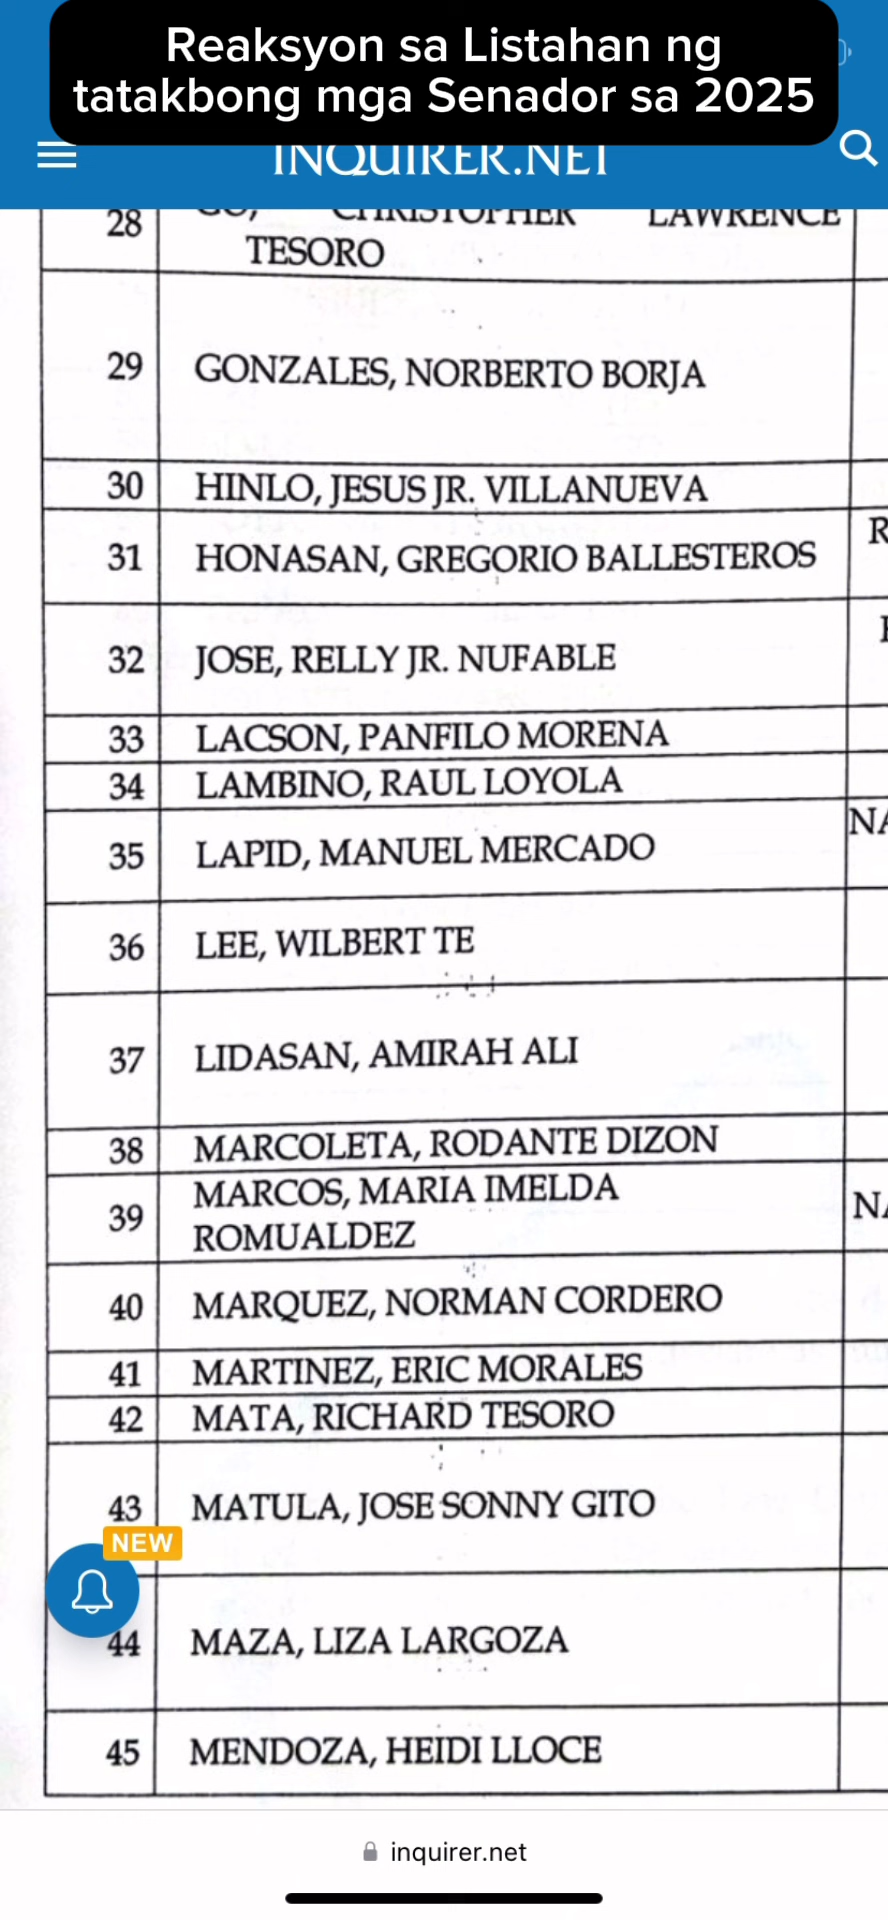 Reaksyon sa Listahan ng
tatakbong mga Senador sa 2025
INQUIRER.NET
28 GO, CHRISTOPHER LAWRENCE
TESORO
29 GONZALES, NORBERTO BORJA
30 HINLO, JESUS JR. VILLANUEVA
31 HONASAN, GREGORIO BALLESTEROS R
32 JOSE, RELLY JR. NUFABLE
33 LACSON, PANFILO MORENA
34 LAMBINO, RAUL LOYOLA
35 LAPID, MANUEL MERCADO NA
36 LEE, WILBERT TE
37 LIDASAN, AMIRAH ALI
38 MARCOLETA, RODANTE DIZON
39 MARCOS, MARIA IMELDA NA
ROMUALDEZ
40 MARQUEZ, NORMAN CORDERO
41 MARTINEZ, ERIC MORALES
42 MATA, RICHARD TESORO
43 MATULA, JOSE SONNY GITO
NEW
44 MAZA, LIZA LARGOZA
45 MENDOZA, HEIDI LLOCE
inquirer.net